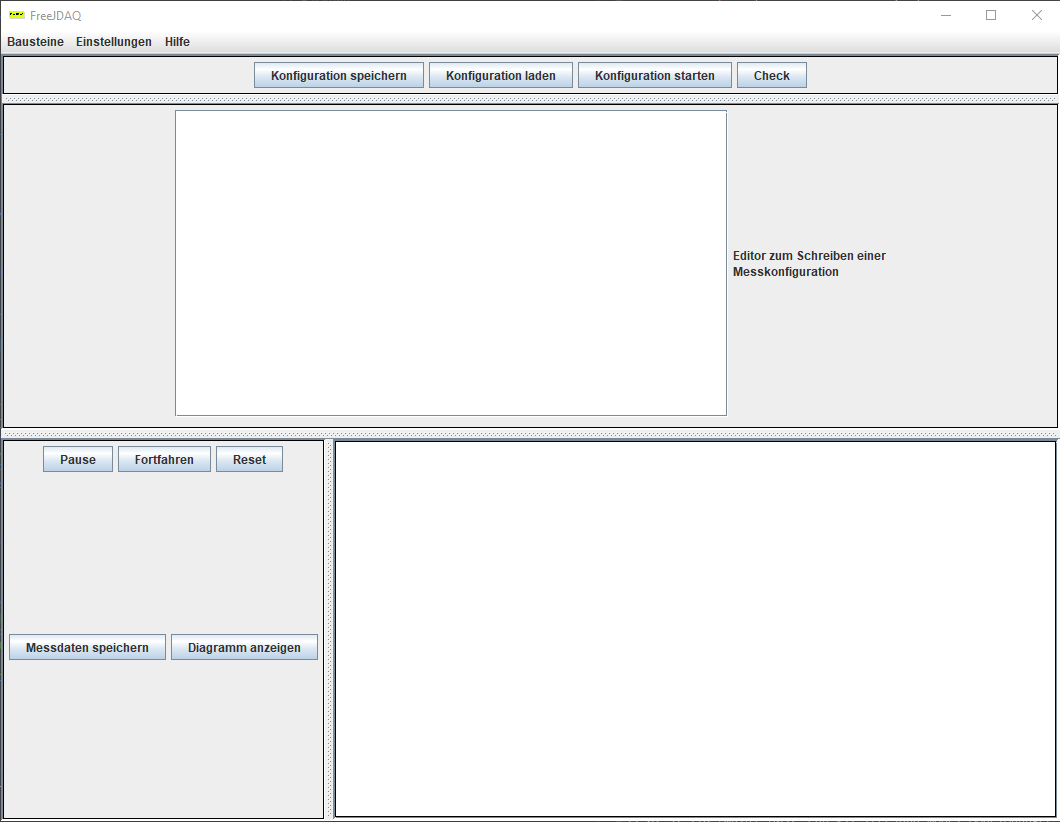 FreeJDAQ
Bausteine Einstellungen Hilfe
Konfiguration speichern Konfiguration laden Konfiguration starten Check
Editor zum Schreiben einer
Messkonfiguration
Pause Fortfahren Reset
Messdaten speichern Diagramm anzeigen